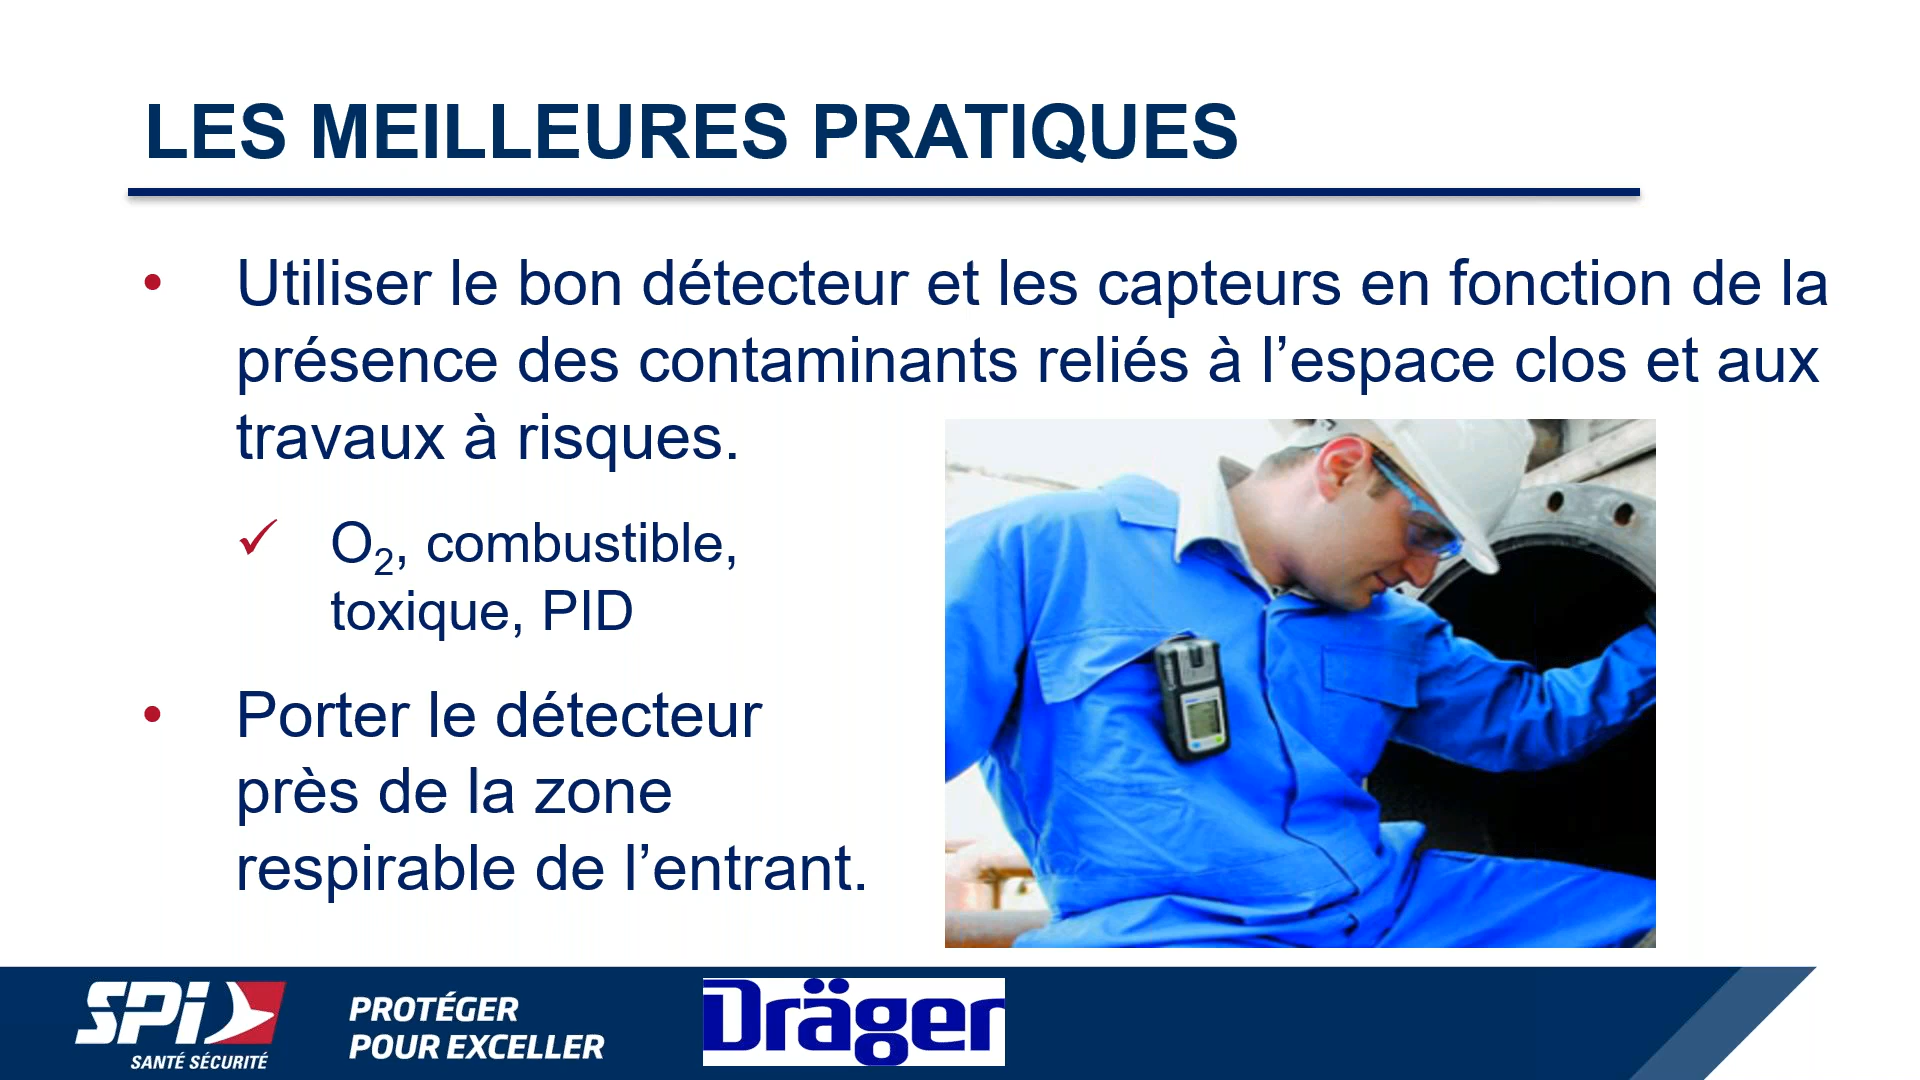 LES MEILLEURES PRATIQUES
• Utiliser le bon détecteur et les capteurs en fonction de la
présence des contaminants reliés à l’espace clos et aux
travaux à risques.
✓ O₂, combustible,
toxique, PID
• Porter le détecteur
près de la zone
respirable de l’entrant.
SPI
SANTÉ SÉCURITÉ
PROTÉGER
POUR EXCELLER
Dräger